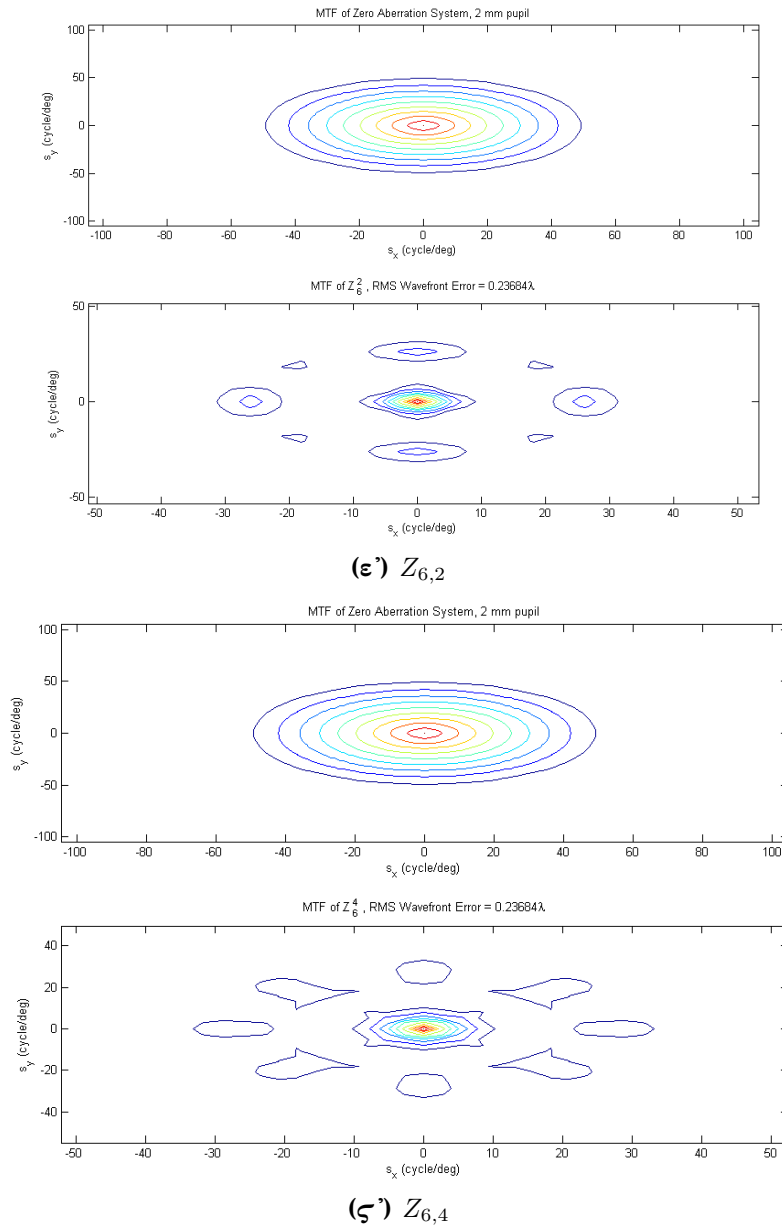 MTF of Zero Aberration System, 2 mm pupil
100
50
0
-50
-100
s_y (cycle/deg)
-100 -80 -60 -40 -20 0 20 40 60 80 100
s_x (cycle/deg)
MTF of Z_6^2 , RMS Wavefront Error = 0.23684λ
50
0
-50
s_y (cycle/deg)
-50 -40 -30 -20 -10 0 10 20 30 40 50
s_x (cycle/deg)
(ε’) Z_{6,2}
MTF of Zero Aberration System, 2 mm pupil
100
50
0
-50
-100
s_y (cycle/deg)
-100 -80 -60 -40 -20 0 20 40 60 80 100
s_x (cycle/deg)
MTF of Z_6^4 , RMS Wavefront Error = 0.23684λ
40
20
0
-20
-40
s_y (cycle/deg)
-50 -40 -30 -20 -10 0 10 20 30 40 50
s_x (cycle/deg)
(ς’) Z_{6,4}